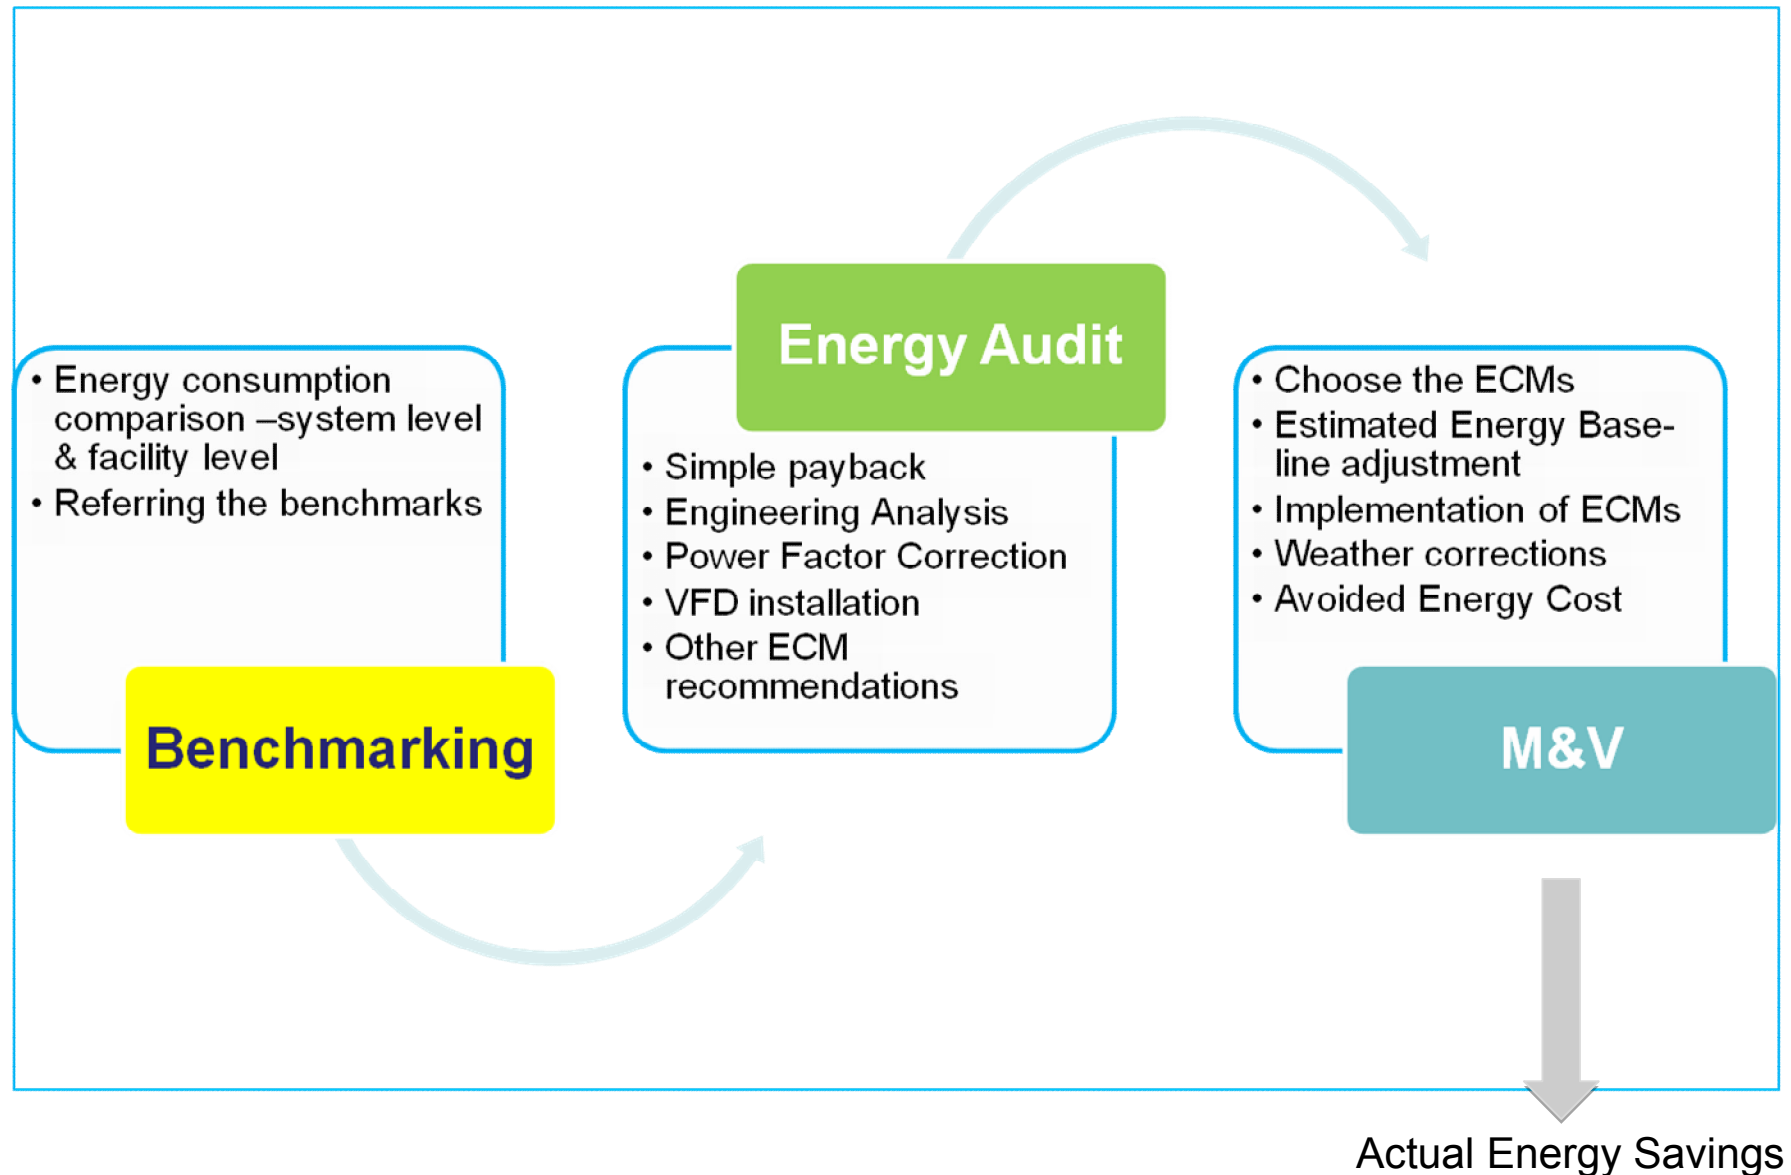 • Energy consumption
comparison –system level
& facility level
• Referring the benchmarks
Benchmarking
Energy Audit
• Simple payback
• Engineering Analysis
• Power Factor Correction
• VFD installation
• Other ECM
recommendations
• Choose the ECMs
• Estimated Energy Base-
line adjustment
• Implementation of ECMs
• Weather corrections
• Avoided Energy Cost
M&V
Actual Energy Savings